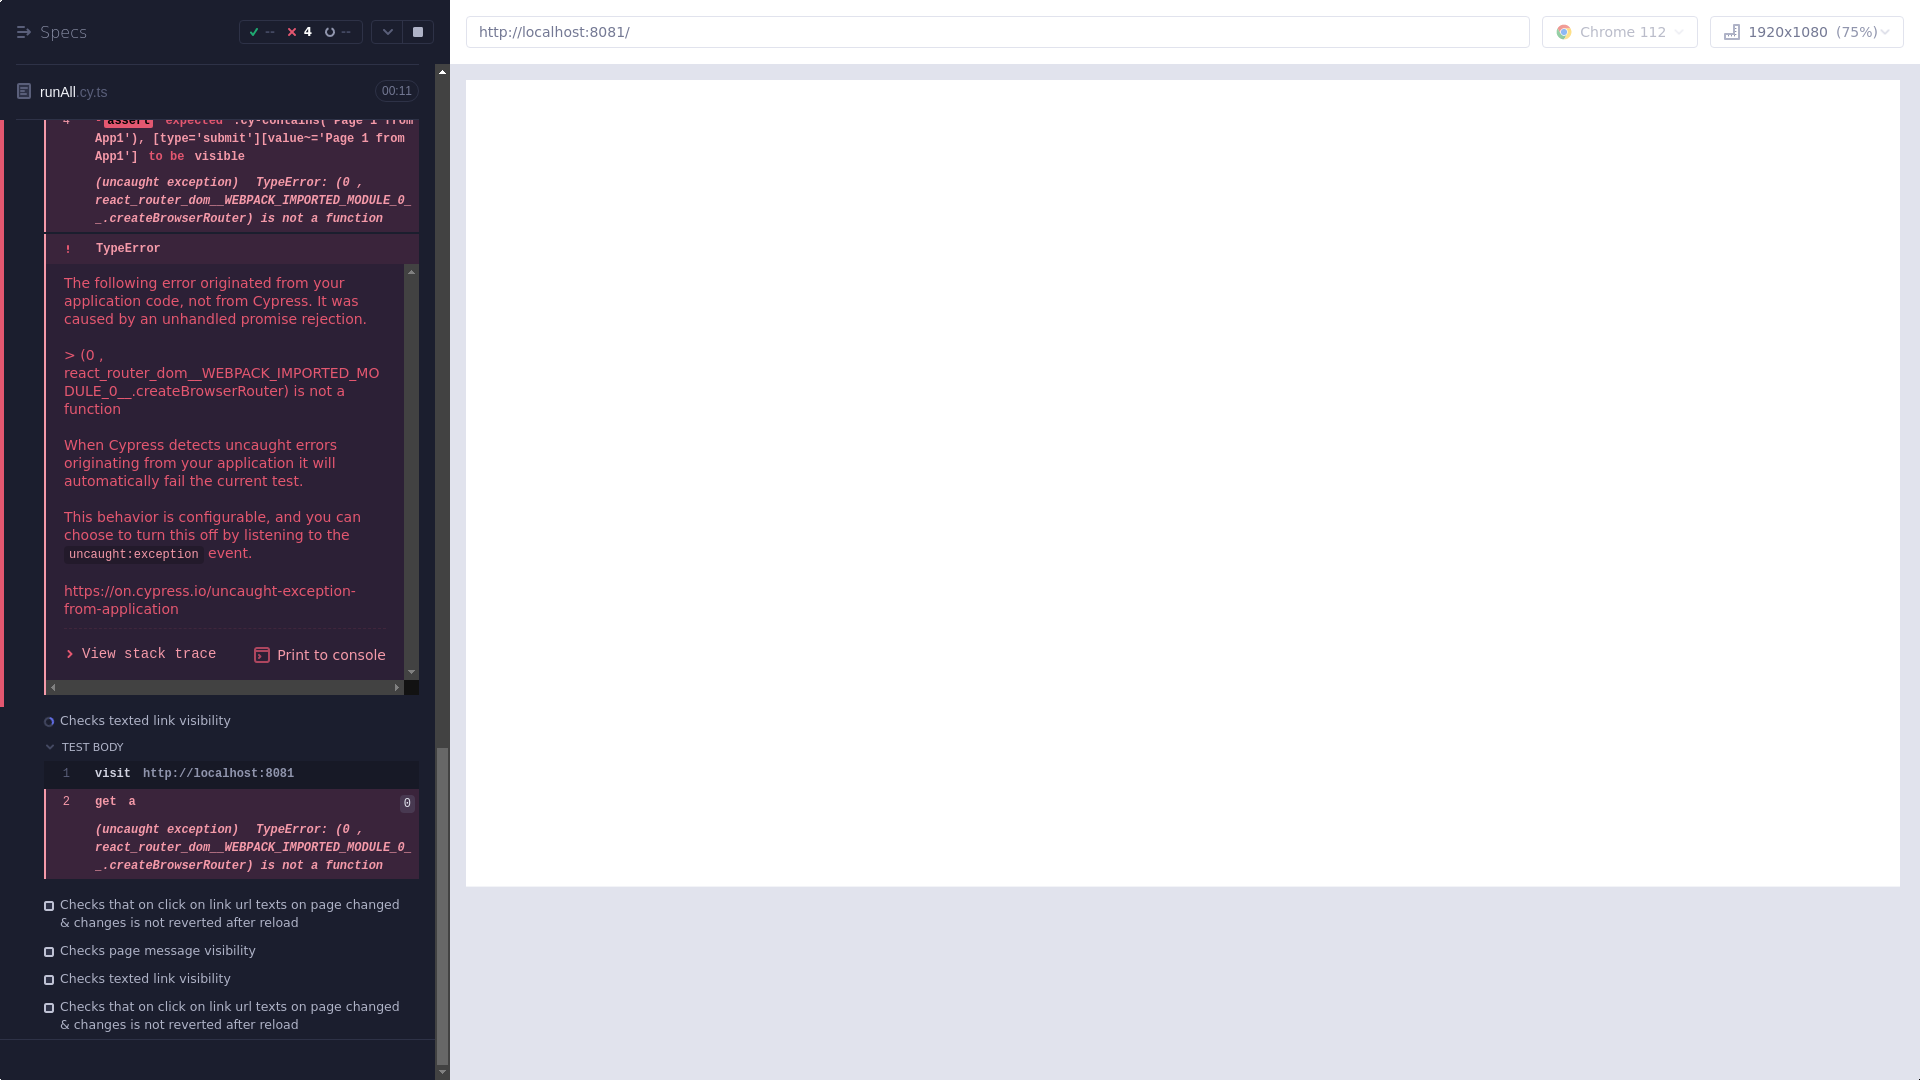 Specs
-- 4 --
runAll.cy.ts 00:11
4 -assert expected :cy-contains('Page 1 from
App1'), [type='submit'][value~='Page 1 from
App1'] to be visible
(uncaught exception) TypeError: (0 ,
react_router_dom__WEBPACK_IMPORTED_MODULE_0_
_.createBrowserRouter) is not a function
! TypeError
The following error originated from your
application code, not from Cypress. It was
caused by an unhandled promise rejection.
> (0 ,
react_router_dom__WEBPACK_IMPORTED_MO
DULE_0__.createBrowserRouter) is not a
function
When Cypress detects uncaught errors
originating from your application it will
automatically fail the current test.
This behavior is configurable, and you can
choose to turn this off by listening to the
uncaught:exception event.
https://on.cypress.io/uncaught-exception-
from-application
View stack trace Print to console
Checks texted link visibility
TEST BODY
1 visit http://localhost:8081
2 get a 0
(uncaught exception) TypeError: (0 ,
react_router_dom__WEBPACK_IMPORTED_MODULE_0_
_.createBrowserRouter) is not a function
Checks that on click on link url texts on page changed
& changes is not reverted after reload
Checks page message visibility
Checks texted link visibility
Checks that on click on link url texts on page changed
& changes is not reverted after reload
http://localhost:8081/
Chrome 112
1920x1080 (75%)